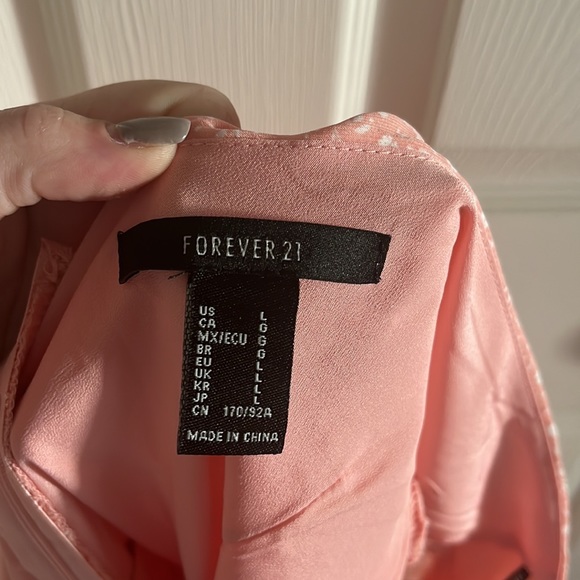 FOREVER 21
US L
CA G
MX/ECU G
BR G
EU L
UK L
KR L
JP L
CN 170/92A
MADE IN CHINA